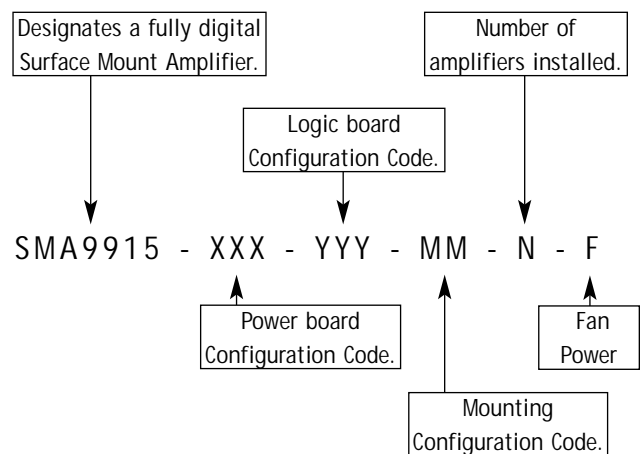 Designates a fully digital
Surface Mount Amplifier.
Number of
amplifiers installed.
Logic board
Configuration Code.
SMA9915 - XXX - YYY - MM - N - F
Power board
Configuration Code.
Fan
Power
Mounting
Configuration Code.